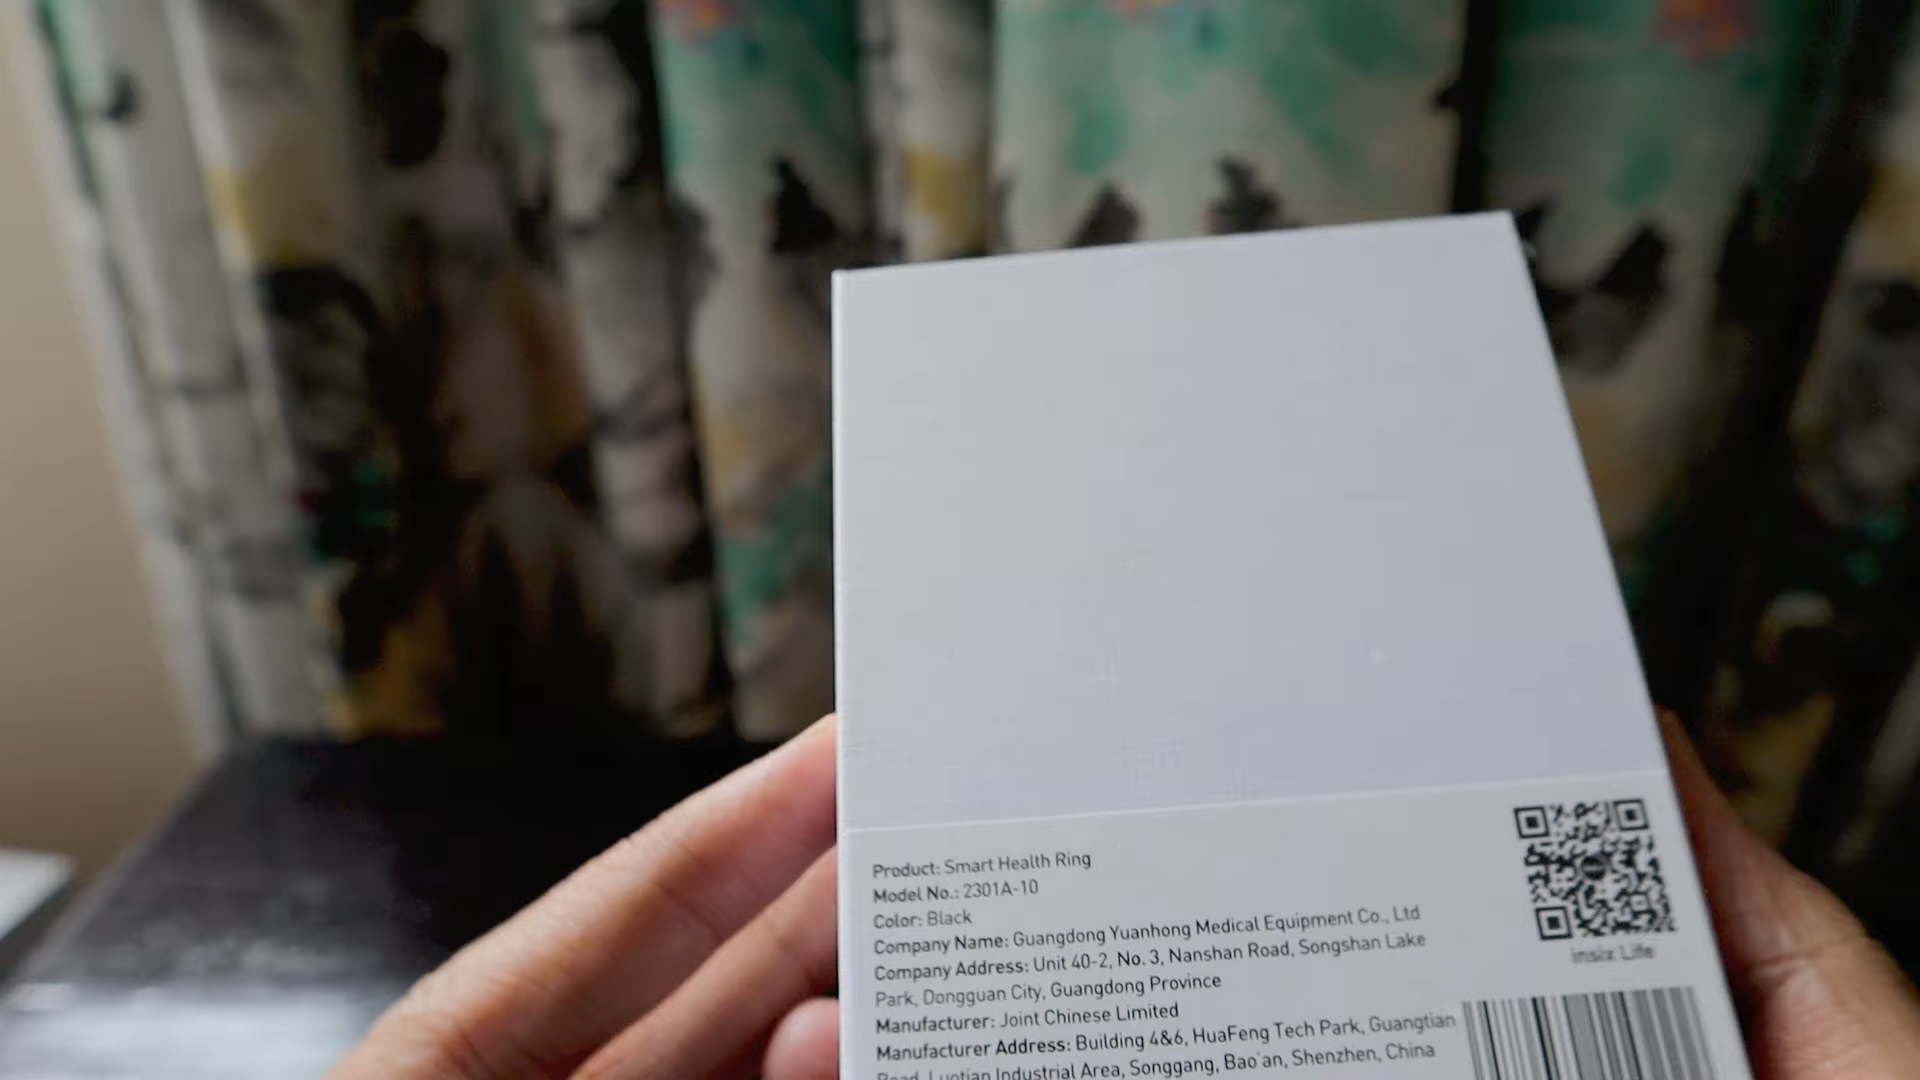 Product: Smart Health Ring
Model No.: 2301A-10
Color: Black
Company Name: Guangdong Yuanhong Medical Equipment Co., Ltd
Company Address: Unit 40-2, No. 3, Nanshan Road, Songshan Lake
Park, Dongguan City, Guangdong Province
Manufacturer: Joint Chinese Limited
Manufacturer Address: Building 4&6, HuaFeng Tech Park, Guangtian
Road, Luotian Industrial Area, Songgang, Bao'an, Shenzhen, China
Life